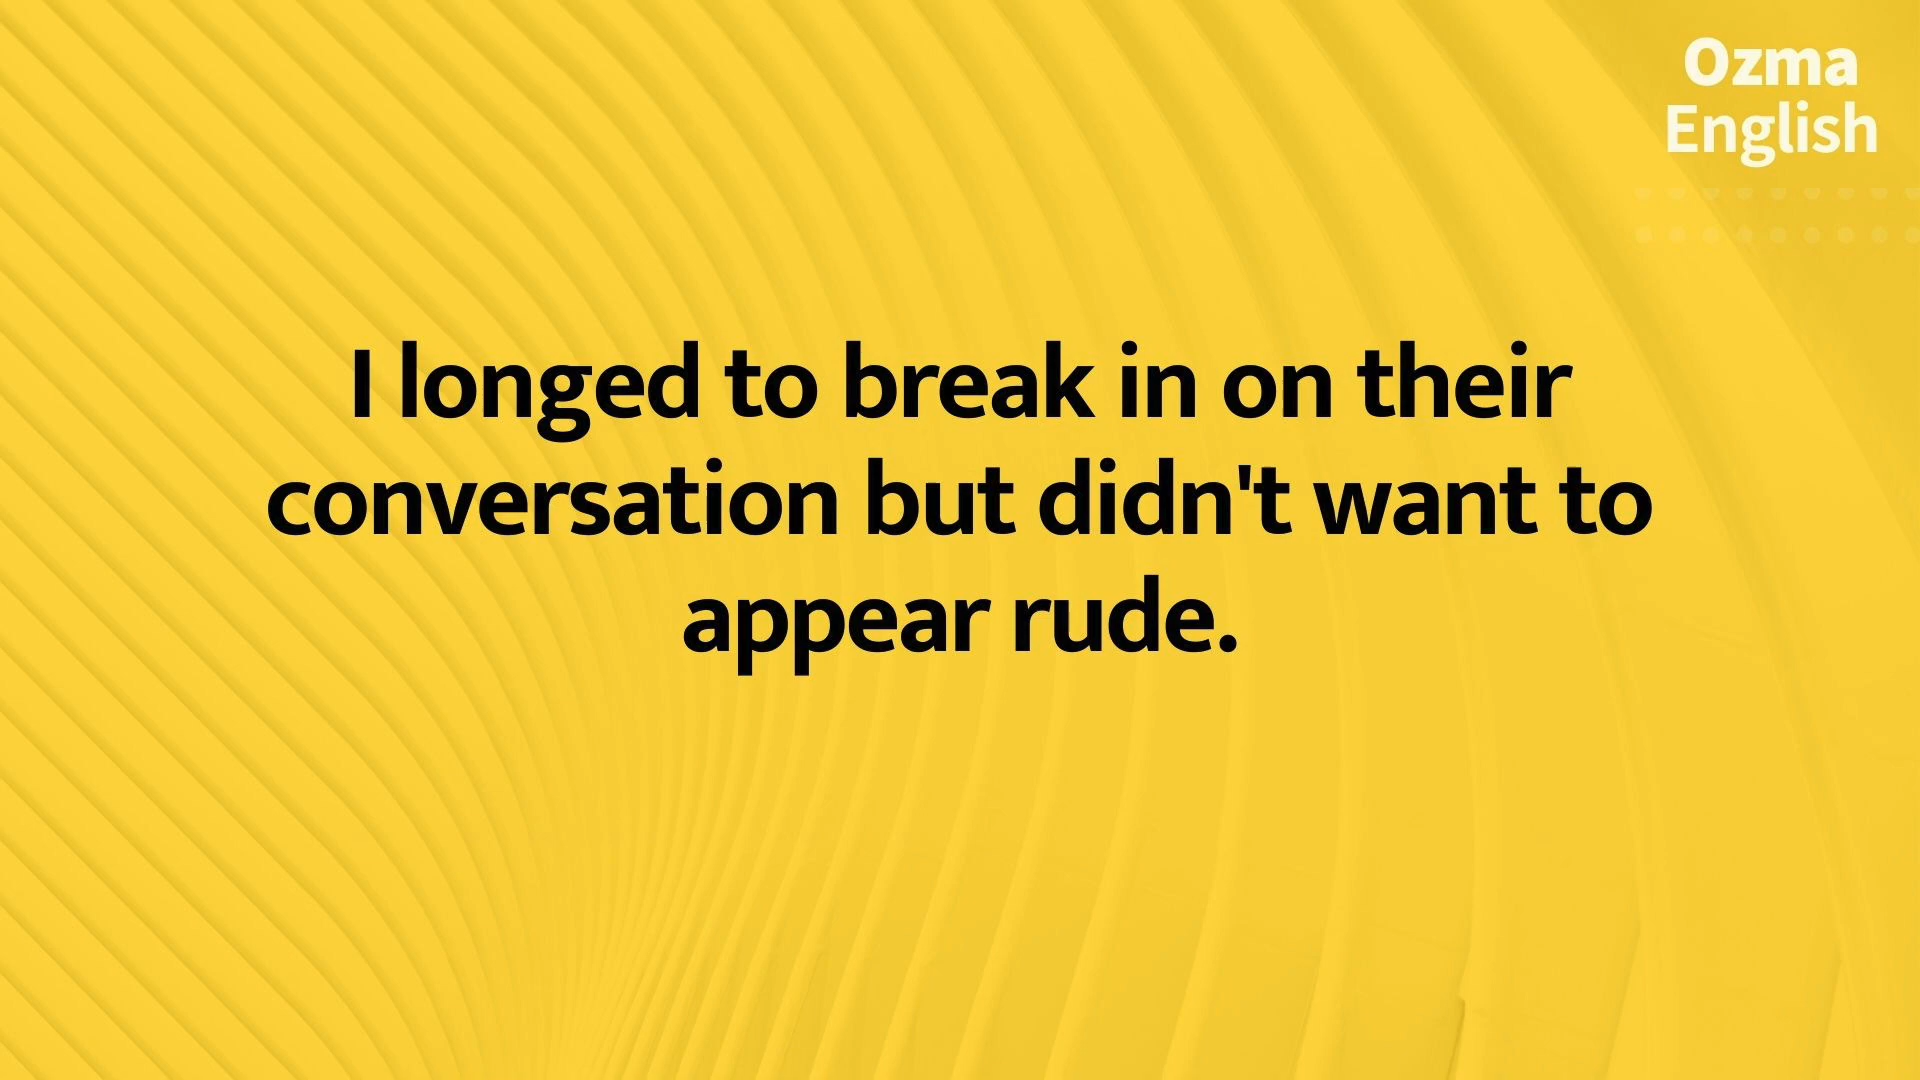 Ozma
English
I longed to break in on their
conversation but didn't want to
appear rude.